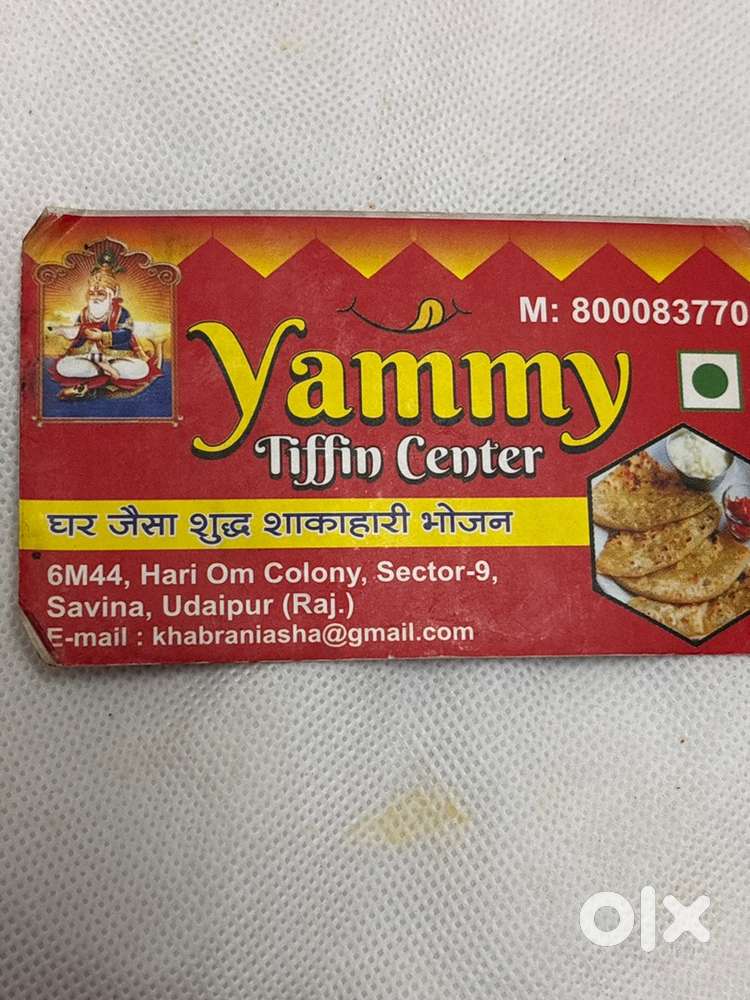 M: 800083770
Yammy
Tiffin Center
घर जैसा शुद्ध शाकाहारी भोजन
6M44, Hari Om Colony, Sector-9,
Savina, Udaipur (Raj.)
E-mail : khabraniasha@gmail.com
olx